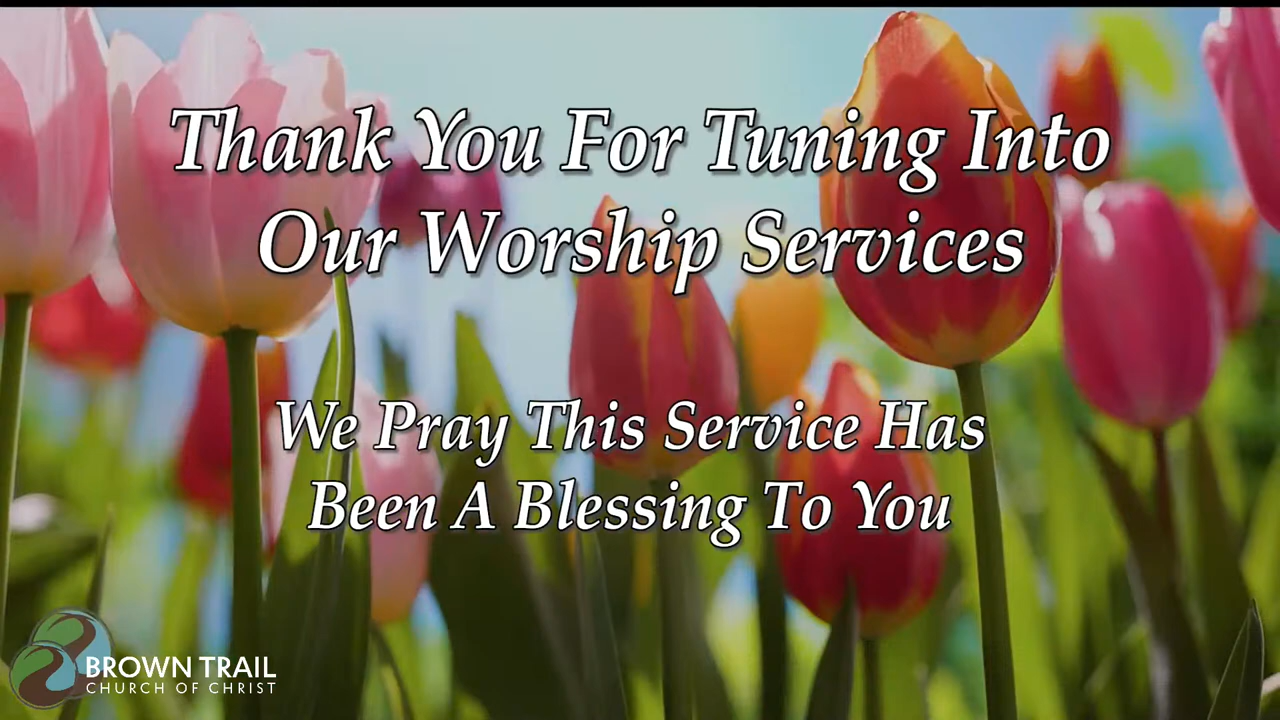 Thank You For Tuning Into
Our Worship Services
We Pray This Service Has
Been A Blessing To You
BROWN TRAIL
CHURCH OF CHRIST